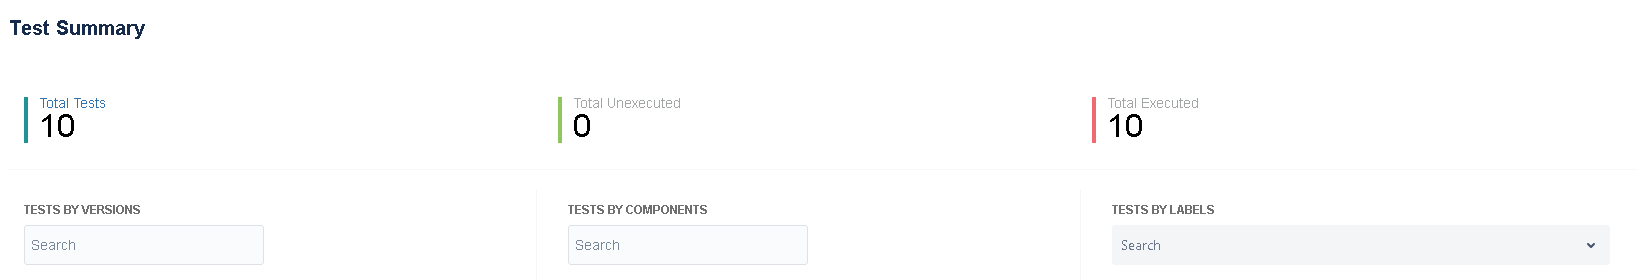 Test Summary
Total Tests
10
Total Unexecuted
0
Total Executed
10
TESTS BY VERSIONS
Search
TESTS BY COMPONENTS
Search
TESTS BY LABELS
Search